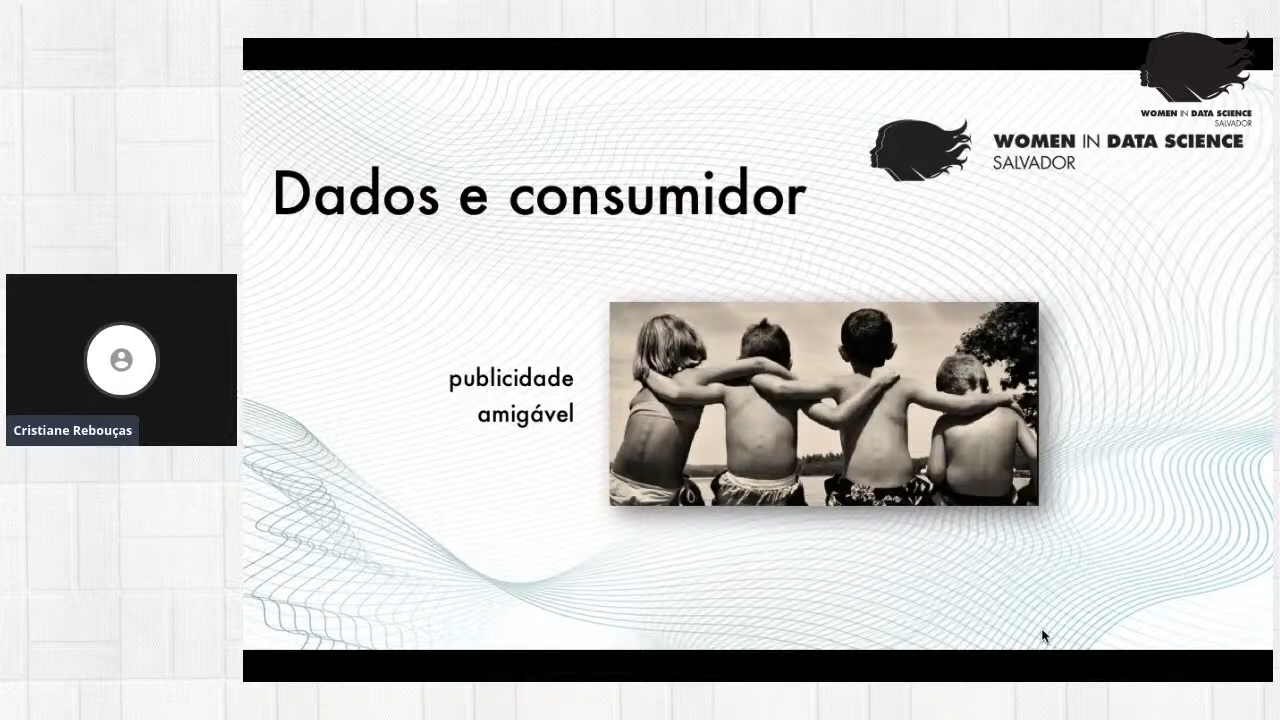 WOMEN IN DATA SCIENCE
SALVADOR
WOMEN IN DATA SCIENCE
SALVADOR
Dados e consumidor
publicidade
amigável
Cristiane Rebouças